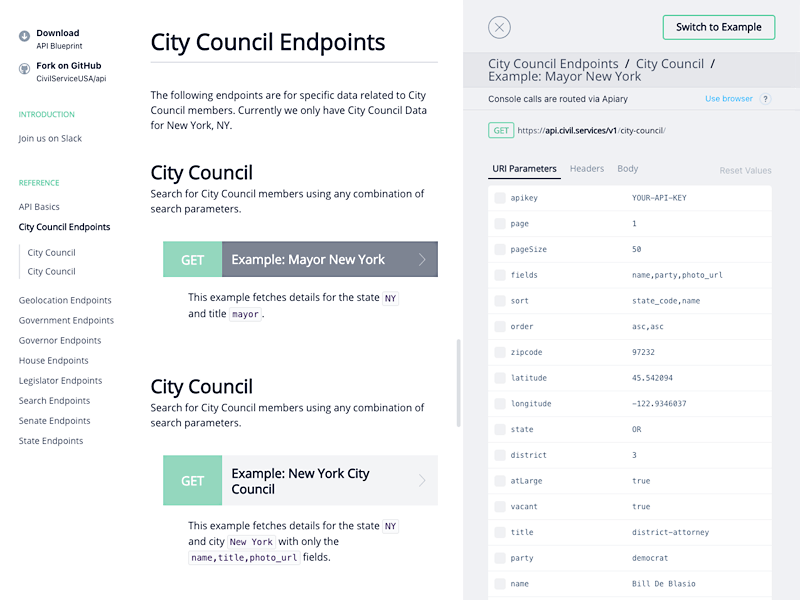 Download
API Blueprint
Fork on GitHub
CivilServiceUSA/api
INTRODUCTION
Join us on Slack
REFERENCE
API Basics
City Council Endpoints
City Council
City Council
Geolocation Endpoints
Government Endpoints
Governor Endpoints
House Endpoints
Legislator Endpoints
Search Endpoints
Senate Endpoints
State Endpoints
City Council Endpoints
The following endpoints are for specific data related to City
Council members. Currently we only have City Council Data
for New York, NY.
City Council
Search for City Council members using any combination of
search parameters.
GET Example: Mayor New York
This example fetches details for the state NY
and title mayor.
City Council
Search for City Council members using any combination of
search parameters.
GET Example: New York City
Council
This example fetches details for the state NY
and city New York with only the
name,title,photo_url fields.
Switch to Example
City Council Endpoints / City Council /
Example: Mayor New York
Console calls are routed via Apiary Use browser ?
GET https://api.civil.services/v1/city-council/
URI Parameters Headers Body Reset Values
apikey YOUR-API-KEY
page 1
pageSize 50
fields name,party,photo_url
sort state_code,name
order asc,asc
zipcode 97232
latitude 45.542094
longitude -122.9346037
state OR
district 3
atLarge true
vacant true
title district-attorney
party democrat
name Bill De Blasio